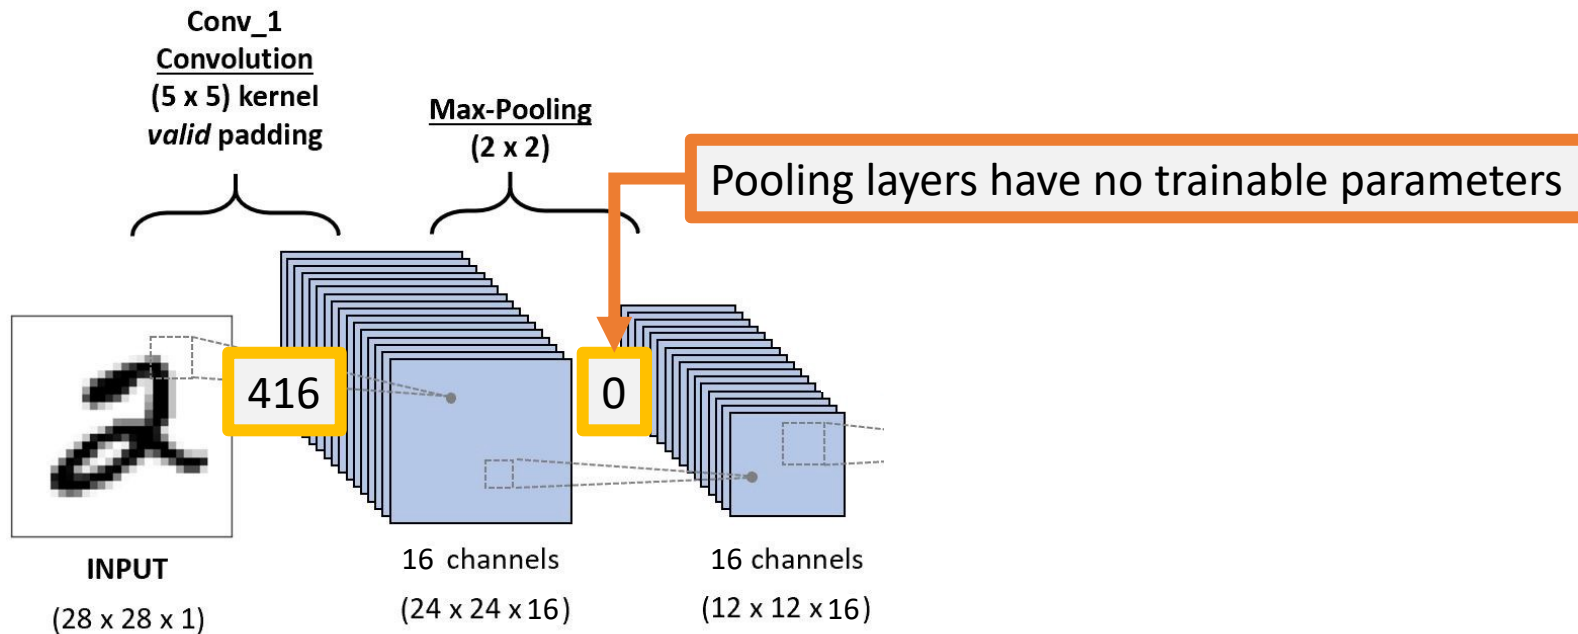 Conv_1
Convolution
(5 x 5) kernel
valid padding
Max-Pooling
(2 x 2)
Pooling layers have no trainable parameters
416
0
INPUT
(28 x 28 x 1)
16 channels
(24 x 24 x 16)
16 channels
(12 x 12 x 16)